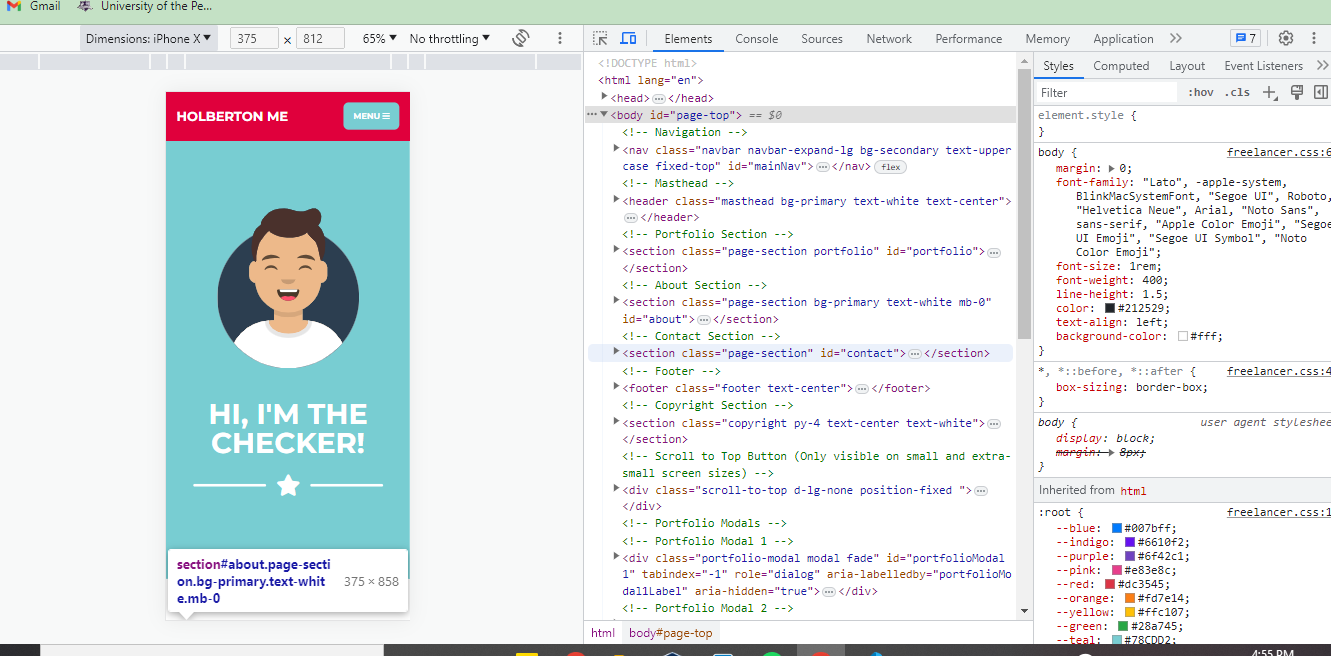 Gmail
University of the Pe...
Dimensions: iPhone X
375
×
812
65%
No throttling
Elements
Console
Sources
Network
Performance
Memory
Application
7
HOLBERTON ME
MENU
HI, I'M THE
CHECKER!
section#about.page-secti
on.bg-primary.text-whit
e.mb-0
375 × 858
<!DOCTYPE html>
<html lang="en">
<head> ⋯ </head>
<body id="page-top"> == $0
<!-- Navigation -->
<nav class="navbar navbar-expand-lg bg-secondary text-upper
case fixed-top" id="mainNav"> ⋯ </nav> flex
<!-- Masthead -->
<header class="masthead bg-primary text-white text-center">
⋯ </header>
<!-- Portfolio Section -->
<section class="page-section portfolio" id="portfolio"> ⋯
</section>
<!-- About Section -->
<section class="page-section bg-primary text-white mb-0"
id="about"> ⋯ </section>
<!-- Contact Section -->
<section class="page-section" id="contact"> ⋯ </section>
<!-- Footer -->
<footer class="footer text-center"> ⋯ </footer>
<!-- Copyright Section -->
<section class="copyright py-4 text-center text-white"> ⋯
</section>
<!-- Scroll to Top Button (Only visible on small and extra-
small screen sizes) -->
<div class="scroll-to-top d-lg-none position-fixed "> ⋯
</div>
<!-- Portfolio Modals -->
<!-- Portfolio Modal 1 -->
<div class="portfolio-modal modal fade" id="portfolioModal
1" tabindex="-1" role="dialog" aria-labelledby="portfolioMo
dal1Label" aria-hidden="true"> ⋯ </div>
<!-- Portfolio Modal 2 -->
html
body#page-top
Styles
Computed
Layout
Event Listeners
Filter
:hov
.cls
element.style {
}
body {
freelancer.css:6
margin: 0;
font-family: "Lato", -apple-system,
BlinkMacSystemFont, "Segoe UI", Roboto,
"Helvetica Neue", Arial, "Noto Sans",
sans-serif, "Apple Color Emoji", "Segoe
UI Emoji", "Segoe UI Symbol", "Noto
Color Emoji";
font-size: 1rem;
font-weight: 400;
line-height: 1.5;
color: #212529;
text-align: left;
background-color: #fff;
}
*, *::before, *::after {
freelancer.css:4
box-sizing: border-box;
}
body {
user agent styleshee
display: block;
margin: 8px;
}
Inherited from html
:root {
freelancer.css:1
--blue: #007bff;
--indigo: #6610f2;
--purple: #6f42c1;
--pink: #e83e8c;
--red: #dc3545;
--orange: #fd7e14;
--yellow: #ffc107;
--green: #28a745;
--teal: #78CDD2;
4:55 PM